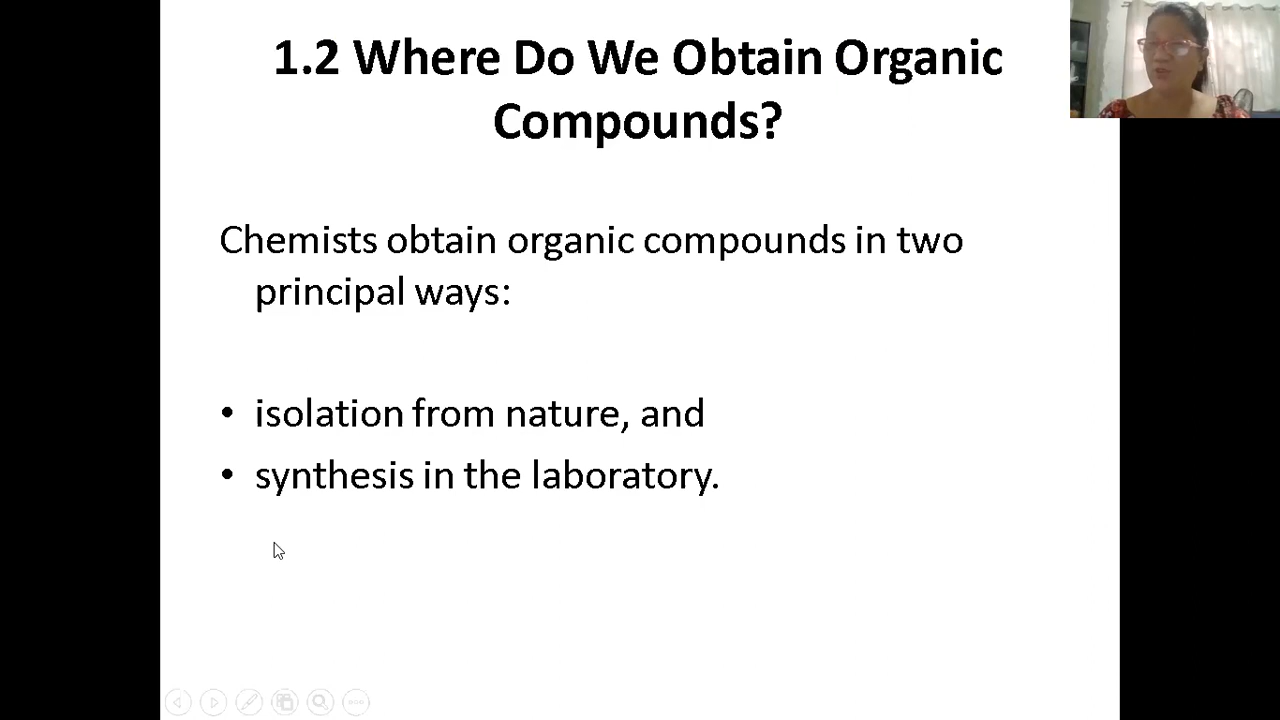 1.2 Where Do We Obtain Organic
Compounds?
Chemists obtain organic compounds in two
principal ways:
• isolation from nature, and
• synthesis in the laboratory.